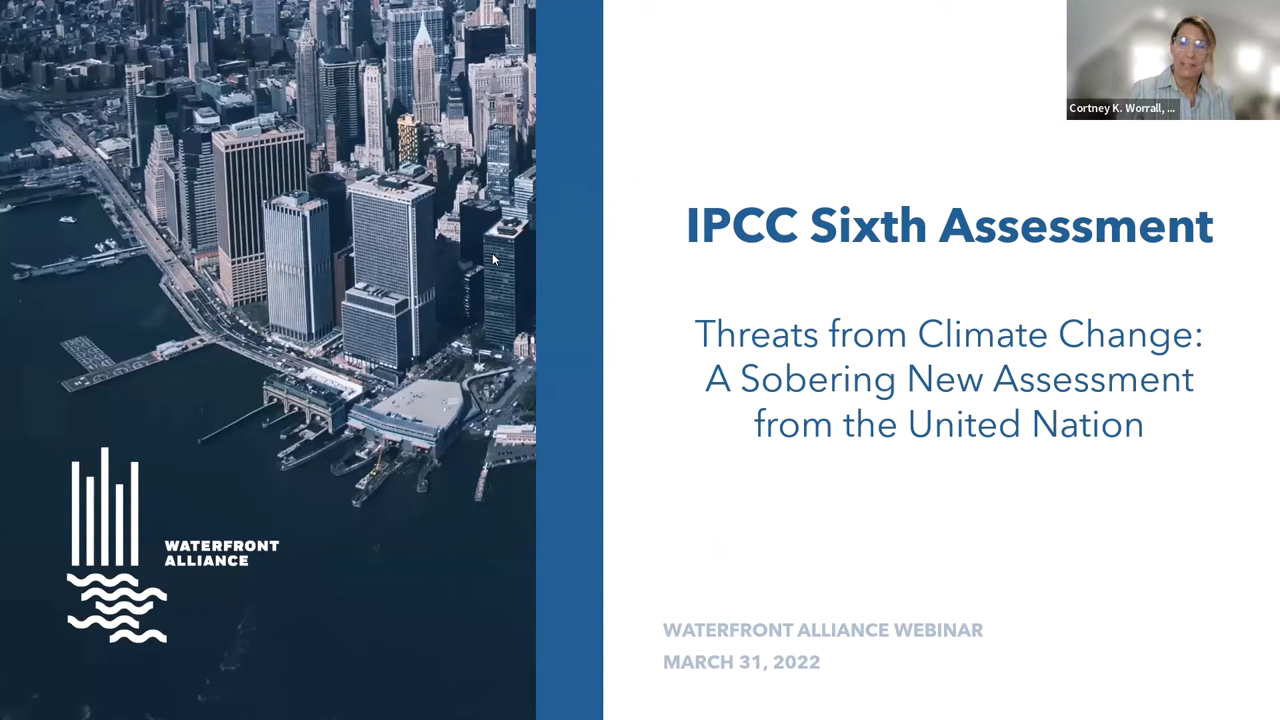 Cortney K. Worrall, ...
IPCC Sixth Assessment
Threats from Climate Change:
A Sobering New Assessment
from the United Nation
WATERFRONT
ALLIANCE
WATERFRONT ALLIANCE WEBINAR
MARCH 31, 2022